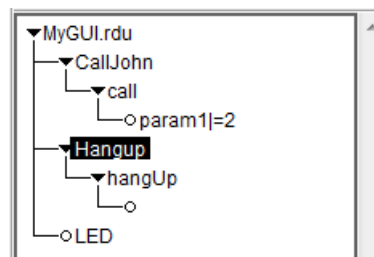 MyGUI.rdu
CallJohn
call
param1|=2
Hangup
hangUp
LED